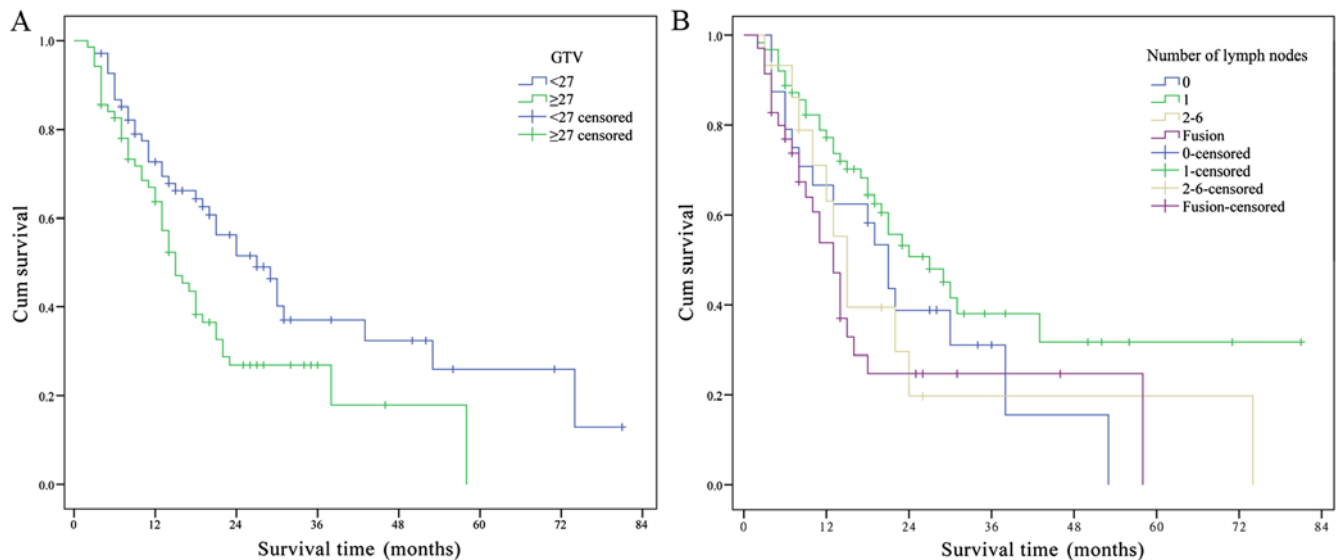 A
GTV
<27
≥27
<27 censored
≥27 censored
Cum survival
1.0
0.8
0.6
0.4
0.2
0.0
0 12 24 36 48 60 72 84
Survival time (months)
B
Number of lymph nodes
0
1
2-6
Fusion
0-censored
1-censored
2-6-censored
Fusion-censored
Cum survival
1.0
0.8
0.6
0.4
0.2
0.0
0 12 24 36 48 60 72 84
Survival time (months)